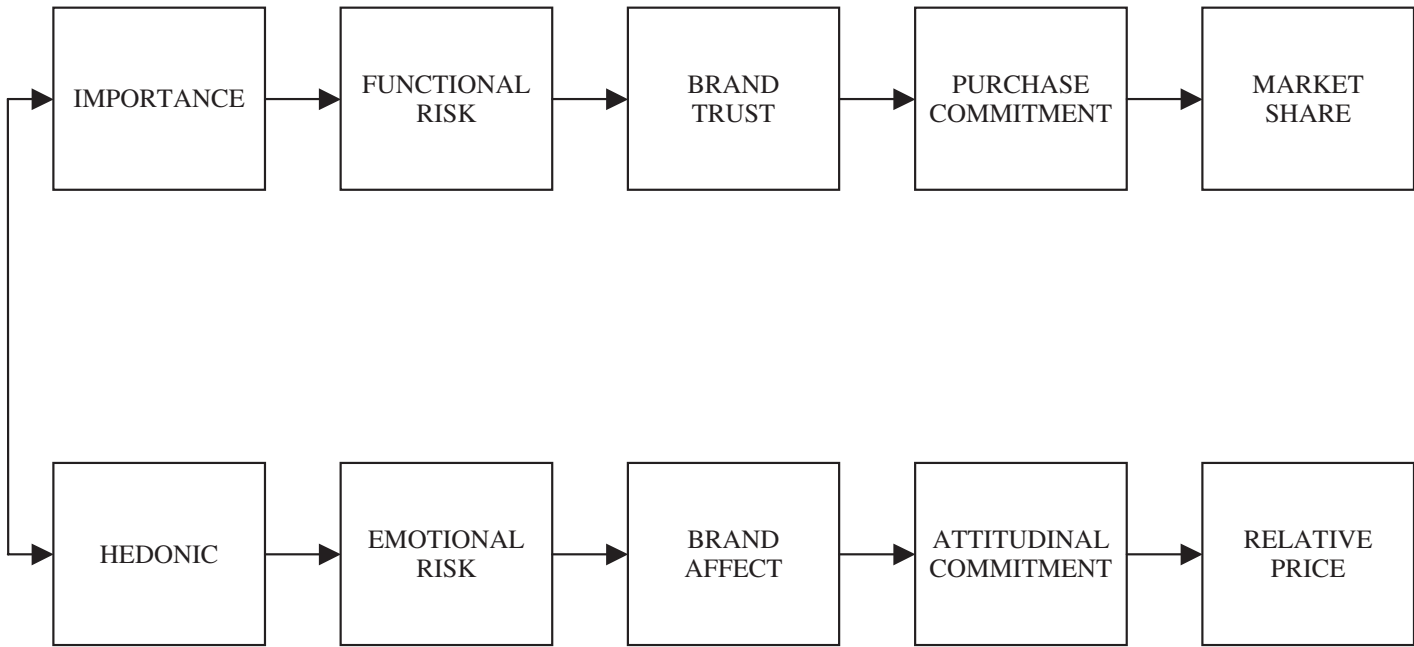 IMPORTANCE
FUNCTIONAL
RISK
BRAND
TRUST
PURCHASE
COMMITMENT
MARKET
SHARE
HEDONIC
EMOTIONAL
RISK
BRAND
AFFECT
ATTITUDINAL
COMMITMENT
RELATIVE
PRICE